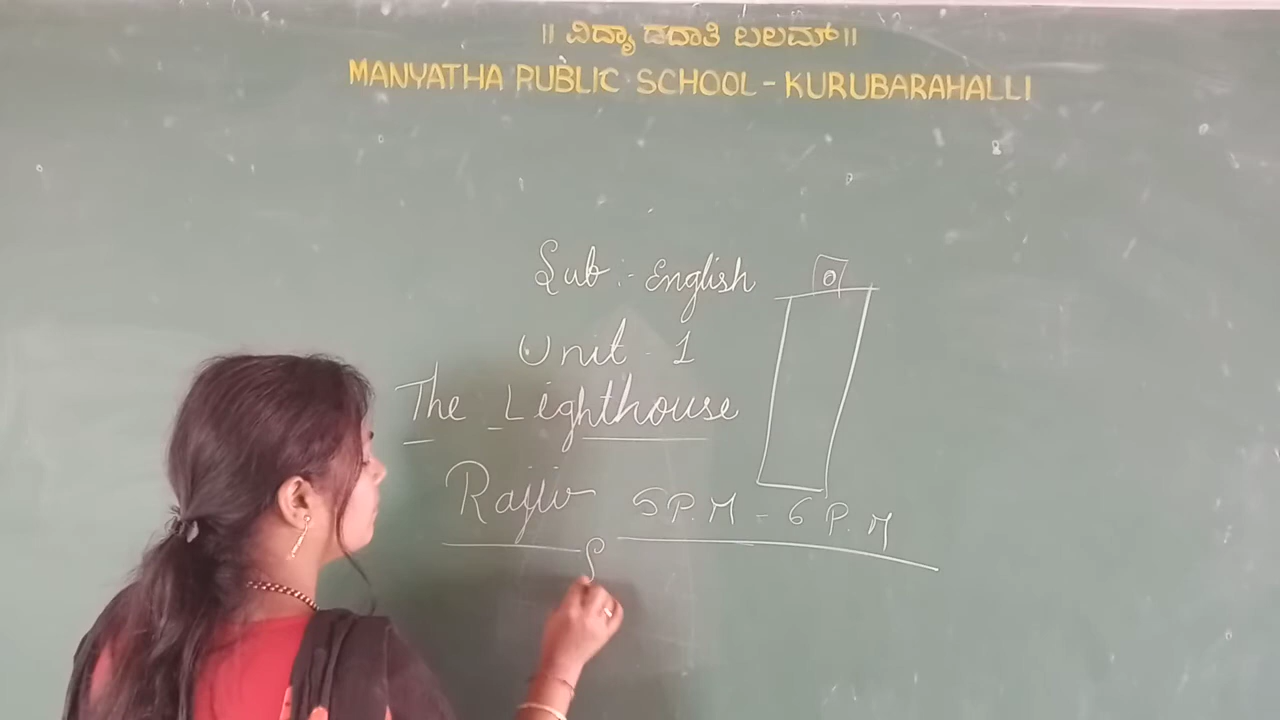 ॥ ವಿದ್ಯಾ ದದಾತಿ ಬಲಮ್ ॥
MANYATHA PUBLIC SCHOOL - KURUBARAHALLI
Sub :- English
Unit - 1
The Lighthouse
Rajiv 5 P.M - 6 P.M
S